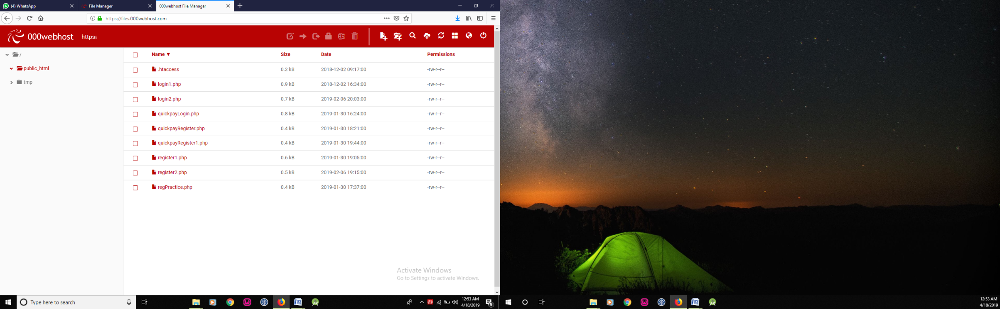 (4) WhatsApp
File Manager
000webhost File Manager
https://files.000webhost.com
000webhost
https:
/
public_html
tmp
Name ▼ Size Date Permissions
.htaccess 0.2 kB 2018-12-02 09:17:00 -rw-r--r--
login1.php 0.9 kB 2018-12-02 16:34:00 -rw-r--r--
login2.php 0.7 kB 2019-02-06 20:03:00 -rw-r--r--
quickpayLogin.php 0.8 kB 2019-01-30 16:24:00 -rw-r--r--
quickpayRegister.php 0.4 kB 2019-01-30 18:21:00 -rw-r--r--
quickpayRegister1.php 0.4 kB 2019-01-30 19:44:00 -rw-r--r--
register1.php 0.6 kB 2019-01-30 19:05:00 -rw-r--r--
register2.php 0.5 kB 2019-02-06 19:15:00 -rw-r--r--
regPractice.php 0.4 kB 2019-01-30 17:37:00 -rw-r--r--
Activate Windows
Go to Settings to activate Windows.
Type here to search
12:53 AM
4/18/2019
9
12:53 AM
4/18/2019